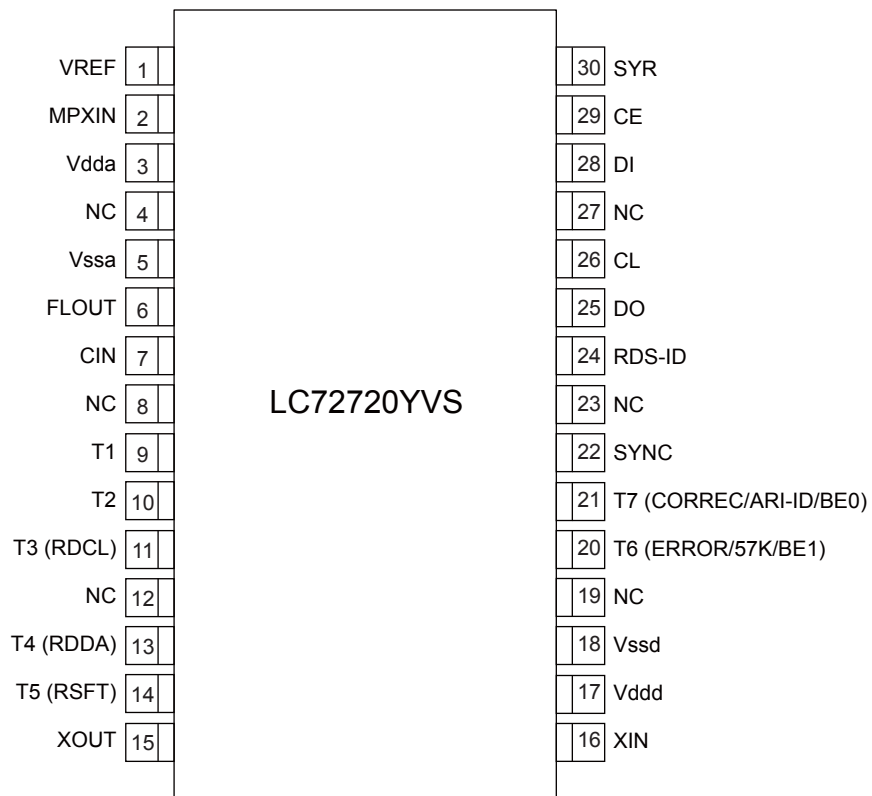 VREF 1 30 SYR
MPXIN 2 29 CE
Vdda 3 28 DI
NC 4 27 NC
Vssa 5 26 CL
FLOUT 6 25 DO
CIN 7 24 RDS-ID
LC72720YVS
NC 8 23 NC
T1 9 22 SYNC
T2 10 21 T7 (CORREC/ARI-ID/BE0)
T3 (RDCL) 11 20 T6 (ERROR/57K/BE1)
NC 12 19 NC
T4 (RDDA) 13 18 Vssd
T5 (RSFT) 14 17 Vddd
XOUT 15 16 XIN